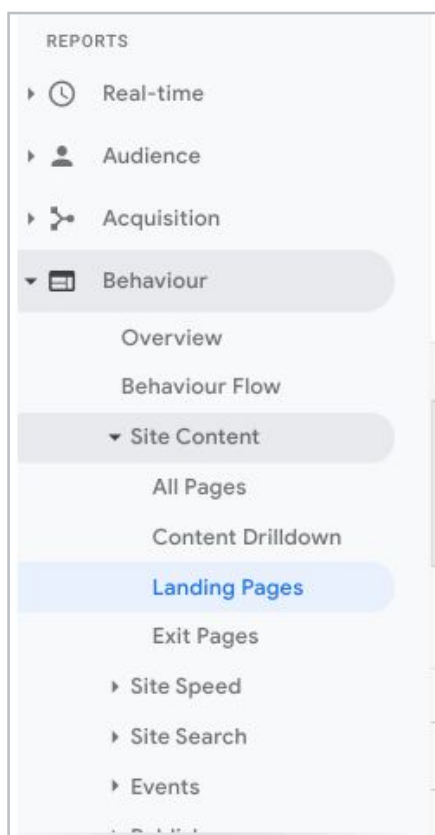 REPORTS
Real-time
Audience
Acquisition
Behaviour
Overview
Behaviour Flow
Site Content
All Pages
Content Drilldown
Landing Pages
Exit Pages
Site Speed
Site Search
Events